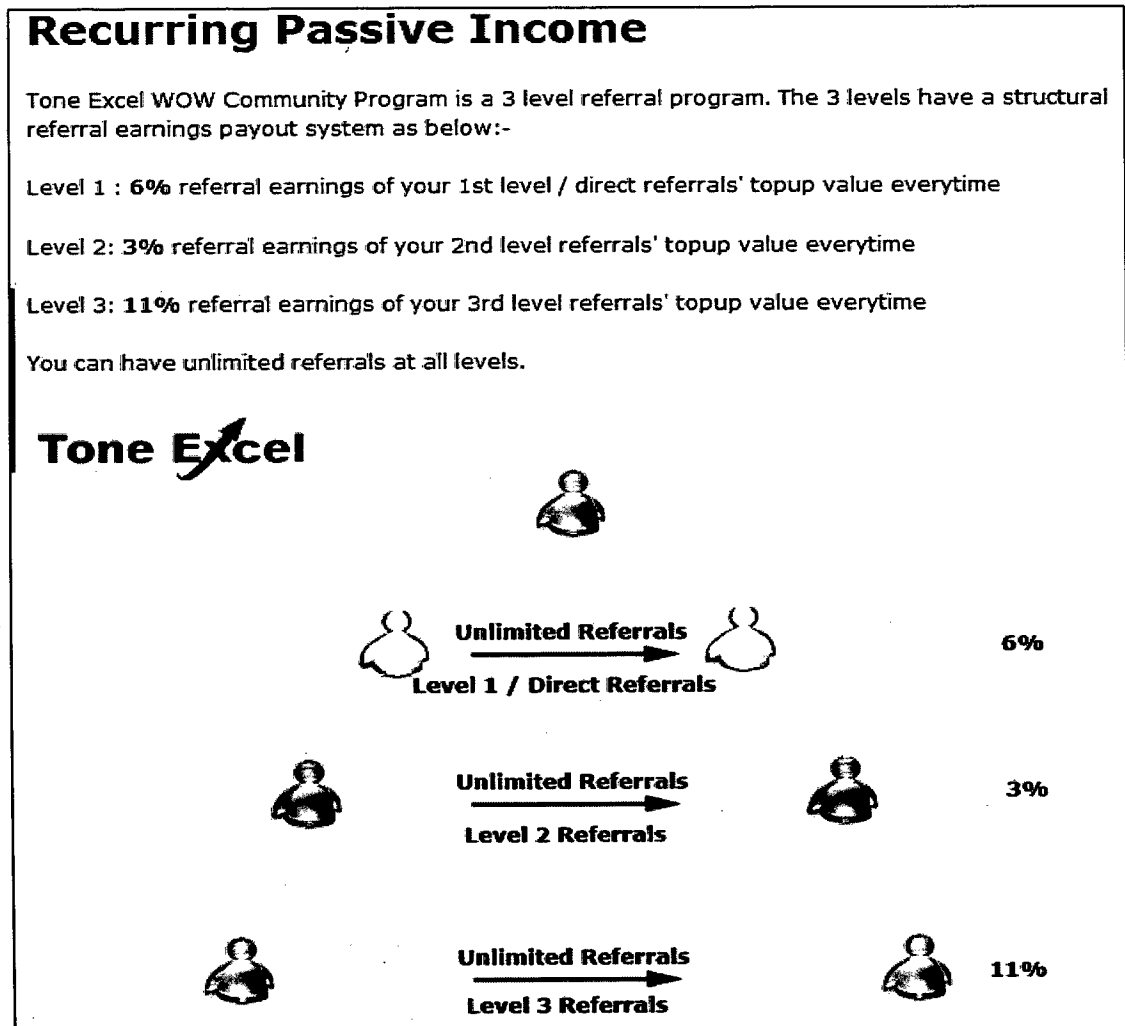 Recurring Passive Income
Tone Excel WOW Community Program is a 3 level referral program. The 3 levels have a structural
referral earnings payout system as below:-
Level 1 : 6% referral earnings of your 1st level / direct referrals' topup value everytime
Level 2: 3% referral earnings of your 2nd level referrals' topup value everytime
Level 3: 11% referral earnings of your 3rd level referrals' topup value everytime
You can have unlimited referrals at all levels.
Tone Excel
Unlimited Referrals
6%
Level 1 / Direct Referrals
Unlimited Referrals
3%
Level 2 Referrals
Unlimited Referrals
11%
Level 3 Referrals